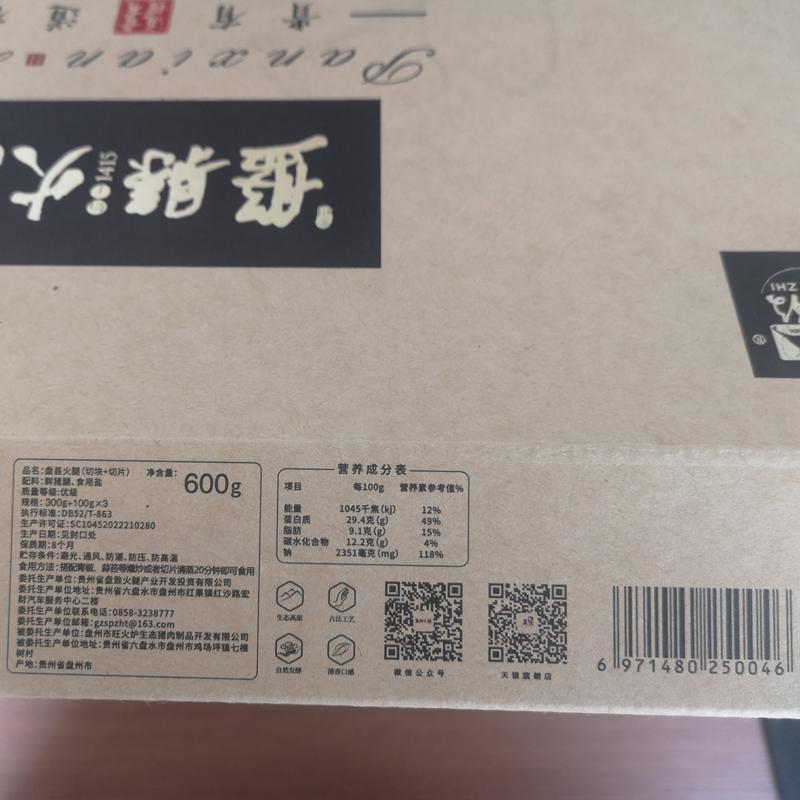 青有道
Panxian
盘縣火
1415
ZHI
品名:盘县火腿(切块+切片) 净含量: 600g
配料:鲜猪腿、食用盐
质量等级:优级
规格:300g+100g×3
执行标准:DB52/T-863
生产许可证:SC10452022210280
生产日期:见封口处
保质期:8个月
贮存条件:避光、通风、防潮、防压、防高温
食用方法:搭配青椒、蒜苔等爆炒或者切片清蒸20分钟即可食用
委托生产单位:贵州省盘致火腿产业开发投资有限公司
委托生产单位地址:贵州省六盘水市盘州市红果镇红沙路宏
财汽车服务中心二楼
委托生产单位联系电话:0858-3238777
委托生产单位邮箱:gzspzht@163.com
被委托生产单位:盘州市旺火炉生态猪肉制品开发有限公司
被委托生产单位地址:贵州省六盘水市盘州市鸡场坪镇七棵
树村
产地:贵州省盘州市
营养成分表
项目 每100g 营养素参考值%
能量 1045千焦(kj) 12%
蛋白质 29.4克(g) 49%
脂肪 9.1克(g) 15%
碳水化合物 12.2克(g) 4%
钠 2351毫克(mg) 118%
生态高原 古法工艺
自然发酵 清香口感
微信公众号
天猫旗舰店
6 971480 250046